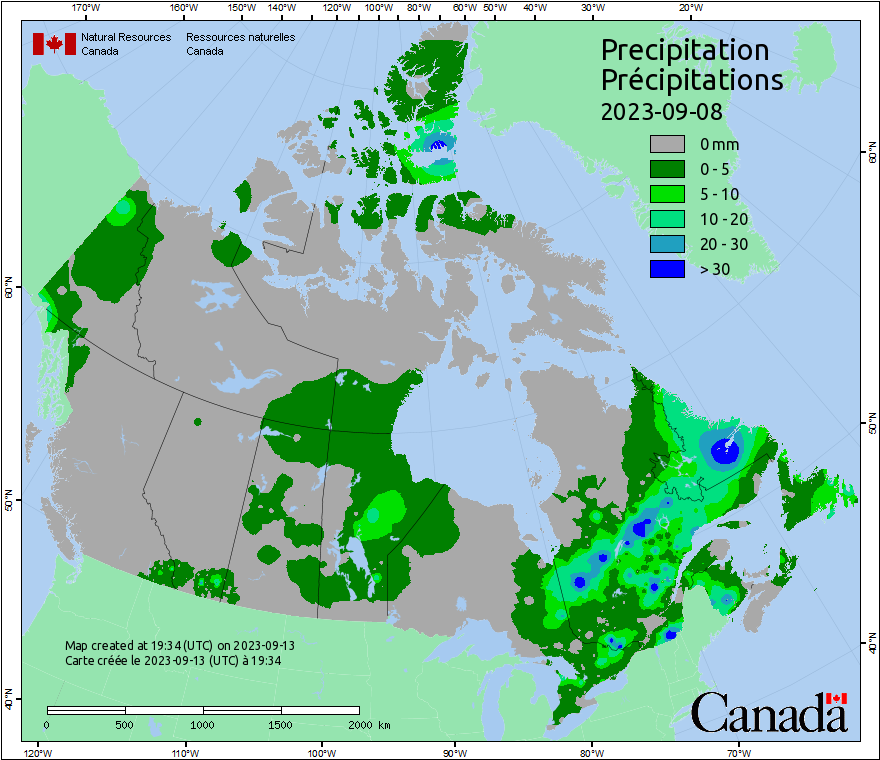 170°W 160°W 150°W 140°W 130°W 120°W 110°W 100°W 90°W 80°W 70°W 60°W 50°W 40°W 30°W 20°W
Natural Resources Ressources naturelles
Canada Canada
Precipitation
Précipitations
2023-09-08
0 mm
0 - 5
5 - 10
10 - 20
20 - 30
> 30
60°N
60°N
50°N
50°N
40°N
40°N
Map created at 19:34 (UTC) on 2023-09-13
Carte créée le 2023-09-13 (UTC) à 19:34
0 500 1000 1500 2000 km
Canada
120°W 110°W 100°W 90°W 80°W 70°W